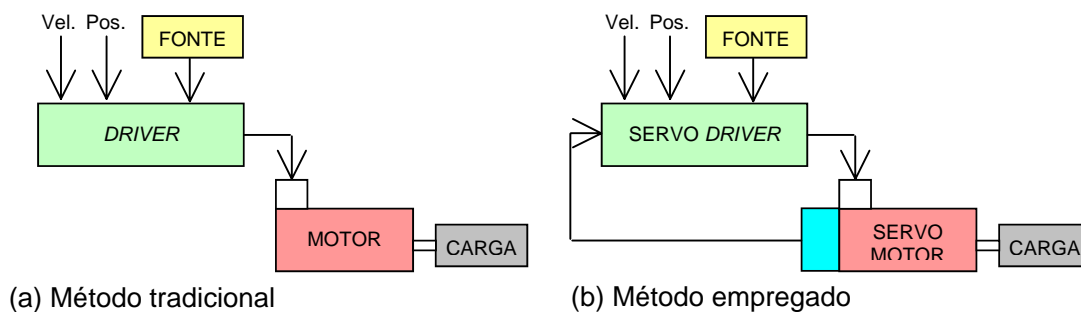 Vel. Pos.
FONTE
DRIVER
MOTOR
CARGA
(a) Método tradicional
Vel. Pos.
FONTE
SERVO DRIVER
SERVO
MOTOR
CARGA
(b) Método empregado